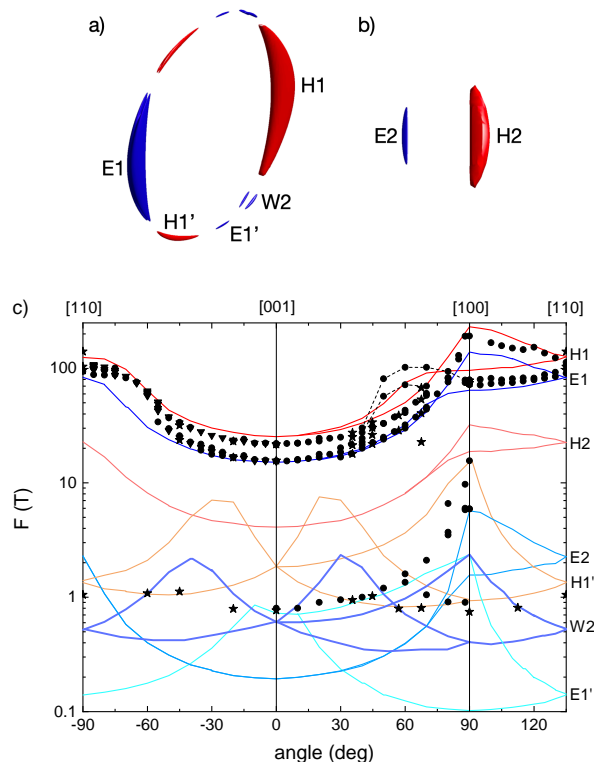 a)
b)
H1
E1
E2
H2
W2
H1'
E1'
c)
[110]
[001]
[100]
[110]
100
10
1
0.1
F (T)
H1
E1
H2
E2
H1'
W2
E1'
-90
-60
-30
0
30
60
90
120
angle (deg)